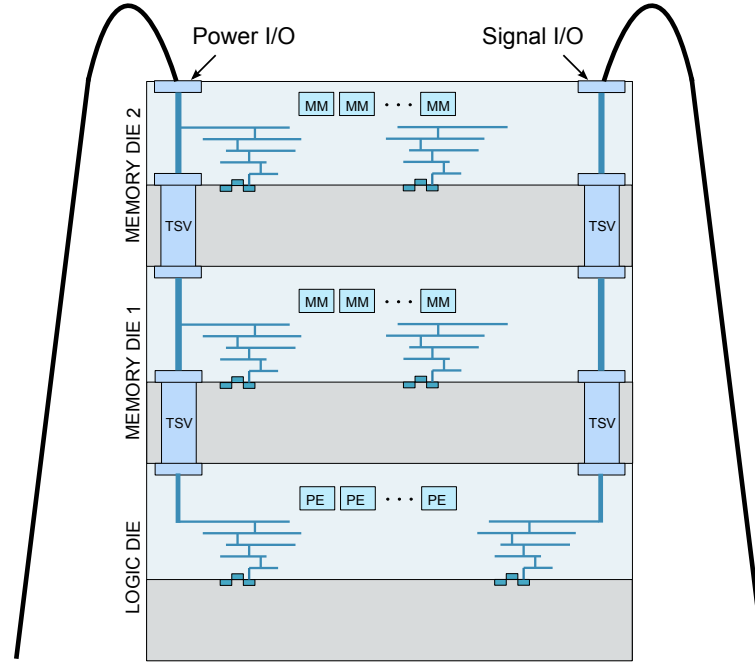 Power I/O
Signal I/O
MEMORY DIE 2
MM MM ... MM
TSV
TSV
MEMORY DIE 1
MM MM ... MM
TSV
TSV
LOGIC DIE
PE PE ... PE